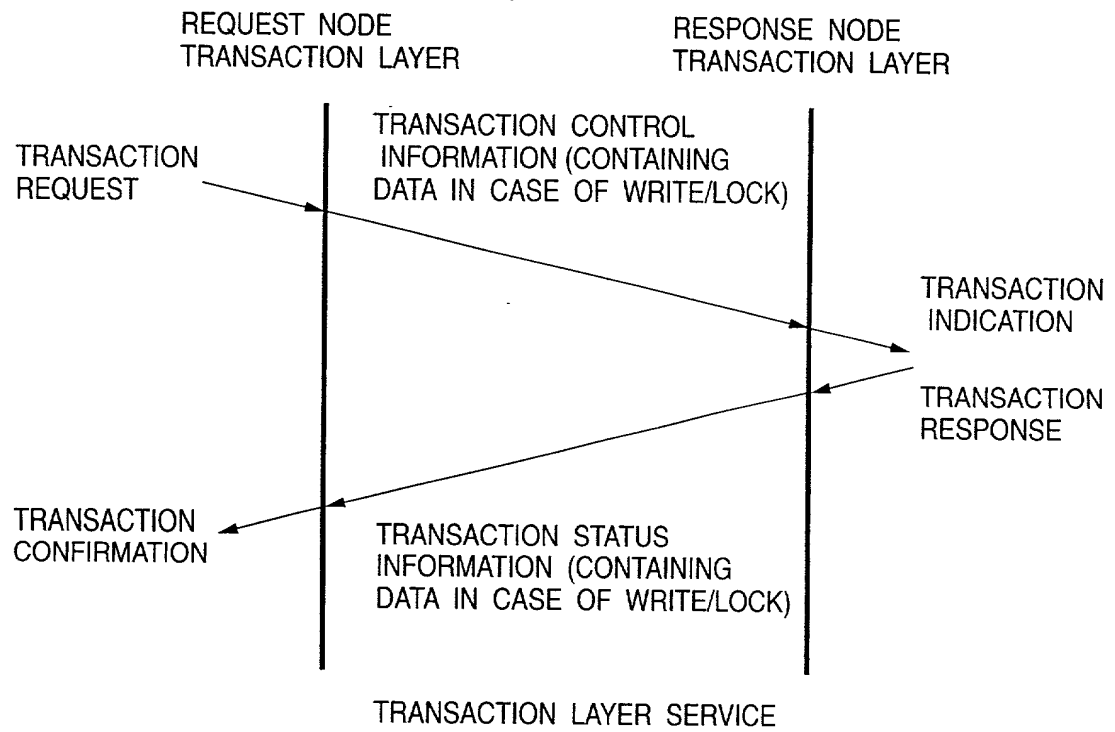 REQUEST NODE
TRANSACTION LAYER
RESPONSE NODE
TRANSACTION LAYER
TRANSACTION CONTROL
INFORMATION (CONTAINING
DATA IN CASE OF WRITE/LOCK)
TRANSACTION
REQUEST
TRANSACTION
INDICATION
TRANSACTION
RESPONSE
TRANSACTION
CONFIRMATION
TRANSACTION STATUS
INFORMATION (CONTAINING
DATA IN CASE OF WRITE/LOCK)
TRANSACTION LAYER SERVICE